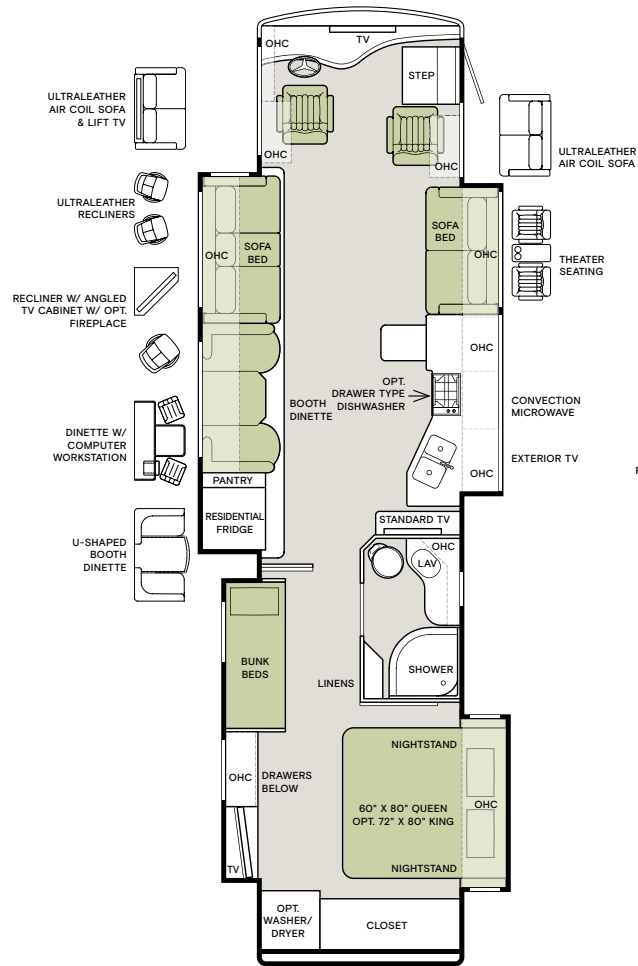 OHC
TV
STEP
OHC
OHC
ULTRALEATHER
AIR COIL SOFA
& LIFT TV
ULTRALEATHER
AIR COIL SOFA
ULTRALEATHER
RECLINERS
OHC
SOFA
BED
SOFA
BED
OHC
THEATER
SEATING
RECLINER W/ ANGLED
TV CABINET W/ OPT.
FIREPLACE
OHC
OPT.
DRAWER TYPE
DISHWASHER
BOOTH
DINETTE
CONVECTION
MICROWAVE
DINETTE W/
COMPUTER
WORKSTATION
EXTERIOR TV
OHC
PANTRY
RESIDENTIAL
FRIDGE
STANDARD TV
U-SHAPED
BOOTH
DINETTE
OHC
LAV
BUNK
BEDS
SHOWER
LINENS
NIGHTSTAND
OHC
DRAWERS
BELOW
60" X 80" QUEEN
OPT. 72" X 80" KING
OHC
TV
NIGHTSTAND
OPT.
WASHER/
DRYER
CLOSET